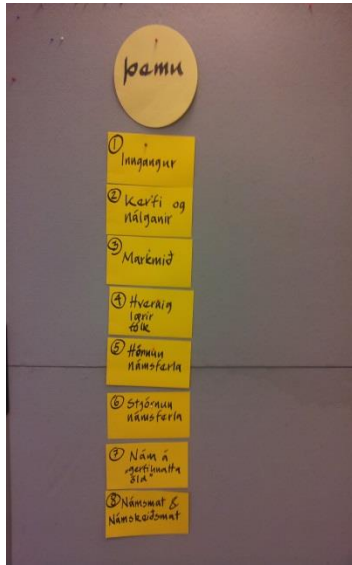 þemu
① Inngangur
② Kerfi og
nálganir
③ Markmið
④ Hvernig
lærir
fólk
⑤ Hönnun
námsferla
⑥ Stjórnun
námsferla
⑦ Nám á
öld"
⑧ Námsmat &
Námskeiðsmat